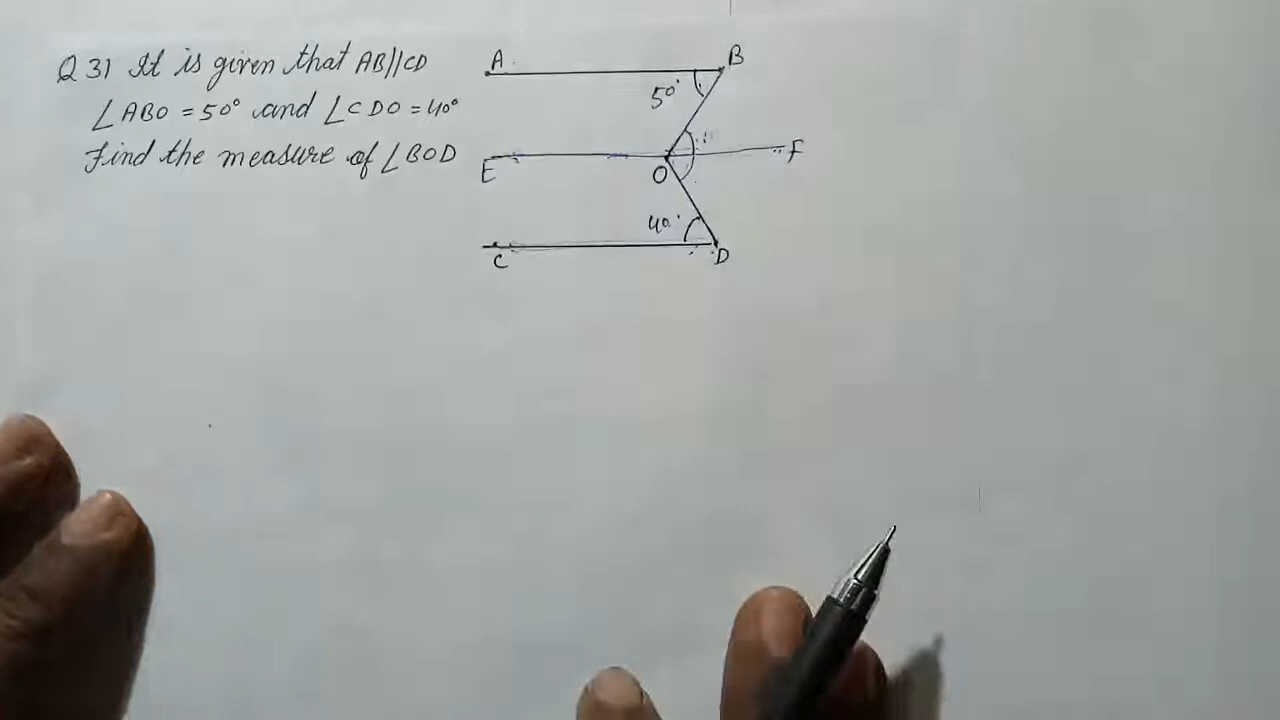 Q 31 It is given that AB//CD
∠ABO = 50° and ∠CDO = 40°
Find the measure of ∠BOD
A B
50°
E O F
40°
C D